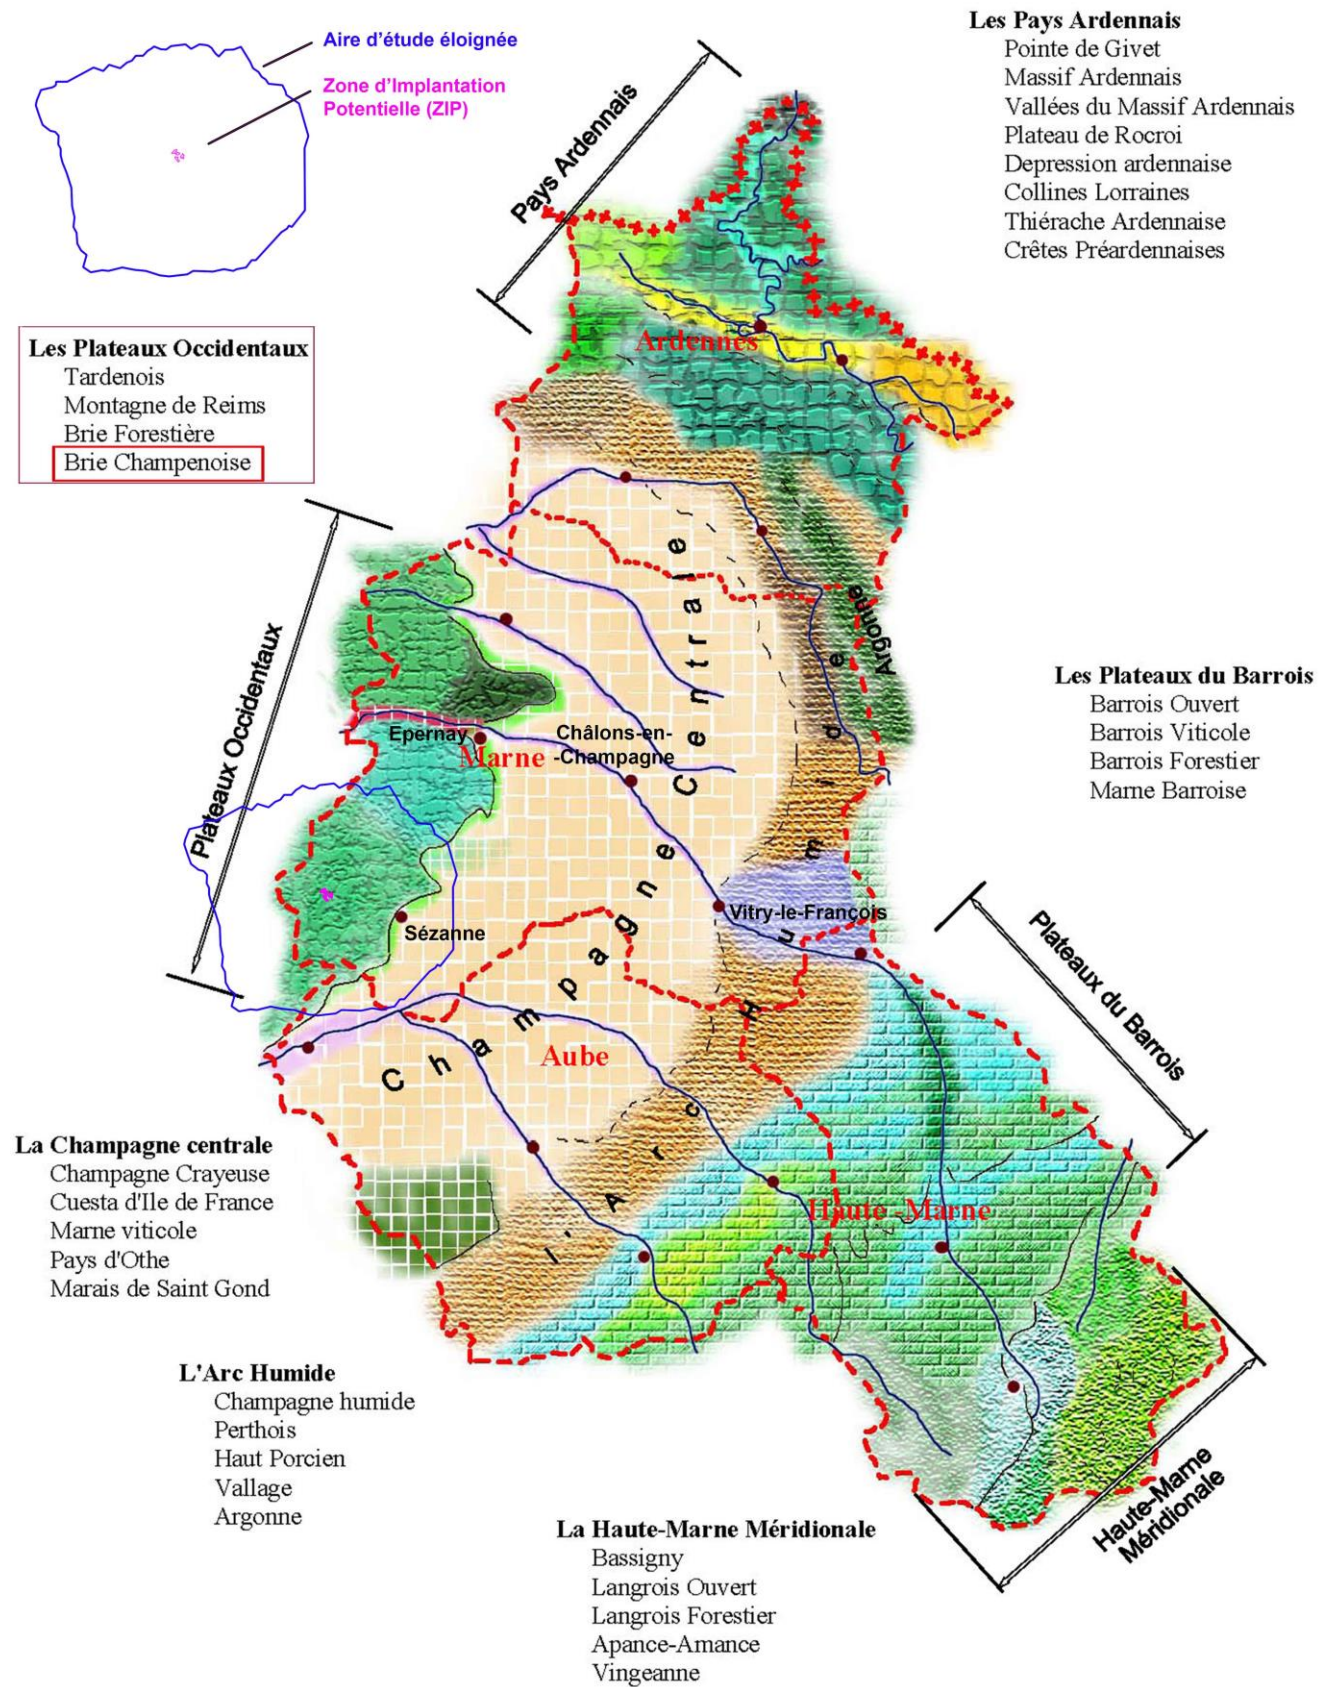 Les Pays Ardennais
Pointe de Givet
Massif Ardennais
Vallées du Massif Ardennais
Plateau de Rocroi
Depression ardennaise
Collines Lorraines
Thiérache Ardennaise
Crêtes Préardennaises
Aire d'étude éloignée
Zone d'Implantation
Potentielle (ZIP)
Pays Ardennais
Les Plateaux Occidentaux
Tardenois
Montagne de Reims
Brie Forestière
Brie Champenoise
Ardennes
Plateaux Occidentaux
Argonne
Champagne Centrale
Epernay
Marne
Châlons-en-
-Champagne
Sézanne
Vitry-le-François
l'Arc Humide
Aube
Haute -Marne
Les Plateaux du Barrois
Barrois Ouvert
Barrois Viticole
Barrois Forestier
Marne Barroise
Plateaux du Barrois
La Champagne centrale
Champagne Crayeuse
Cuesta d'Ile de France
Marne viticole
Pays d'Othe
Marais de Saint Gond
L'Arc Humide
Champagne humide
Perthois
Haut Porcien
Vallage
Argonne
Haute-Marne
Méridionale
La Haute-Marne Méridionale
Bassigny
Langrois Ouvert
Langrois Forestier
Apance-Amance
Vingeanne